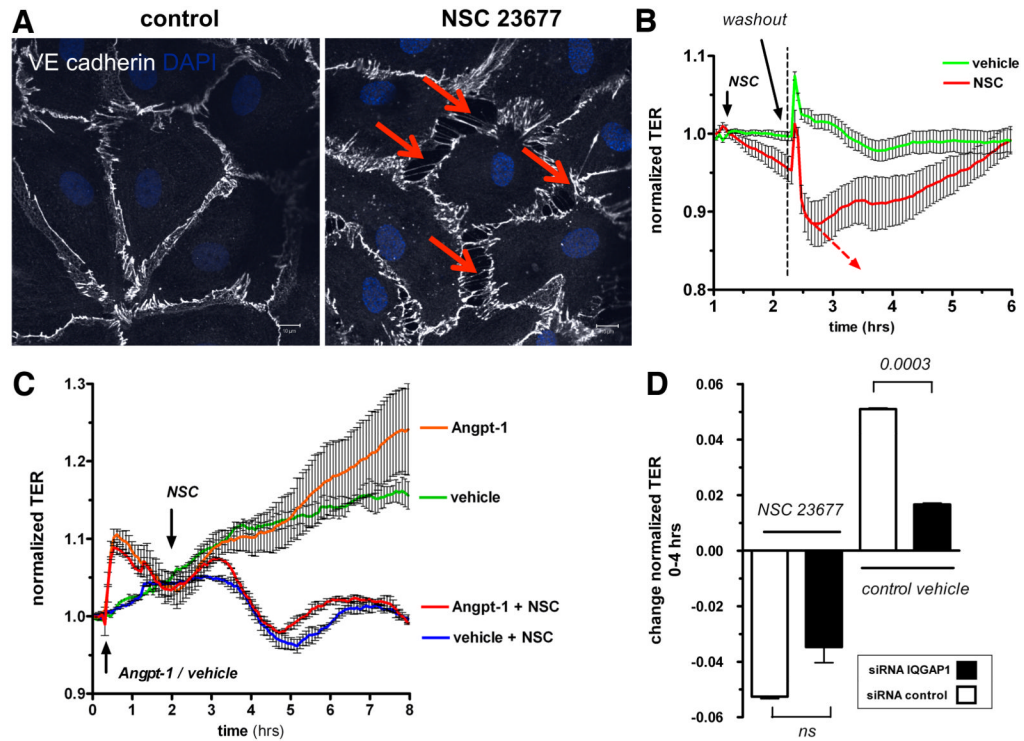 A
control
NSC 23677
VE cadherin DAPI
10 µm
B
washout
NSC
vehicle
NSC
normalized TER
1.1
1.0
0.9
0.8
1 2 3 4 5 6
time (hrs)
C
normalized TER
1.3
1.2
1.1
1.0
0.9
NSC
Angpt-1
vehicle
Angpt-1 + NSC
vehicle + NSC
Angpt-1 / vehicle
0 1 2 3 4 5 6 7 8
time (hrs)
D
change normalized TER
0-4 hrs
0.06
0.04
0.02
0.00
-0.02
-0.04
-0.06
0.0003
NSC 23677
control vehicle
siRNA IQGAP1
siRNA control
ns